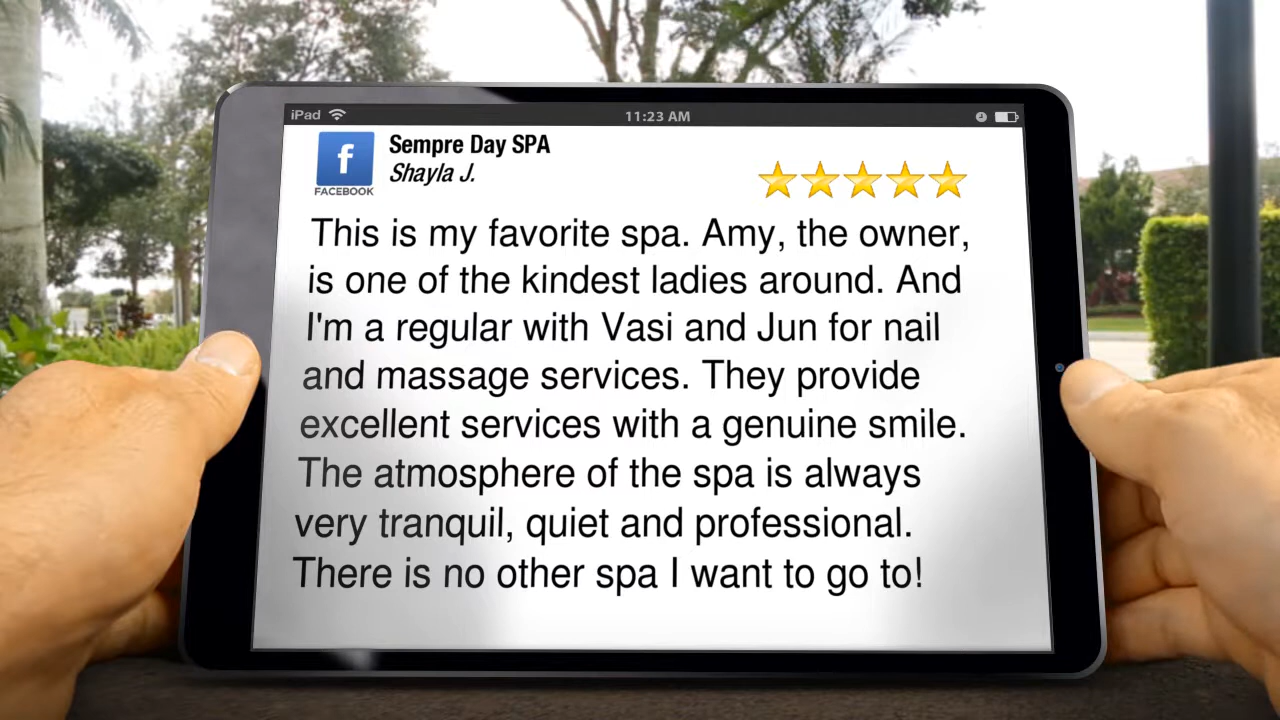 iPad 11:23 AM
f
FACEBOOK
Sempre Day SPA
Shayla J.
This is my favorite spa. Amy, the owner,
is one of the kindest ladies around. And
I'm a regular with Vasi and Jun for nail
and massage services. They provide
excellent services with a genuine smile.
The atmosphere of the spa is always
very tranquil, quiet and professional.
There is no other spa I want to go to!